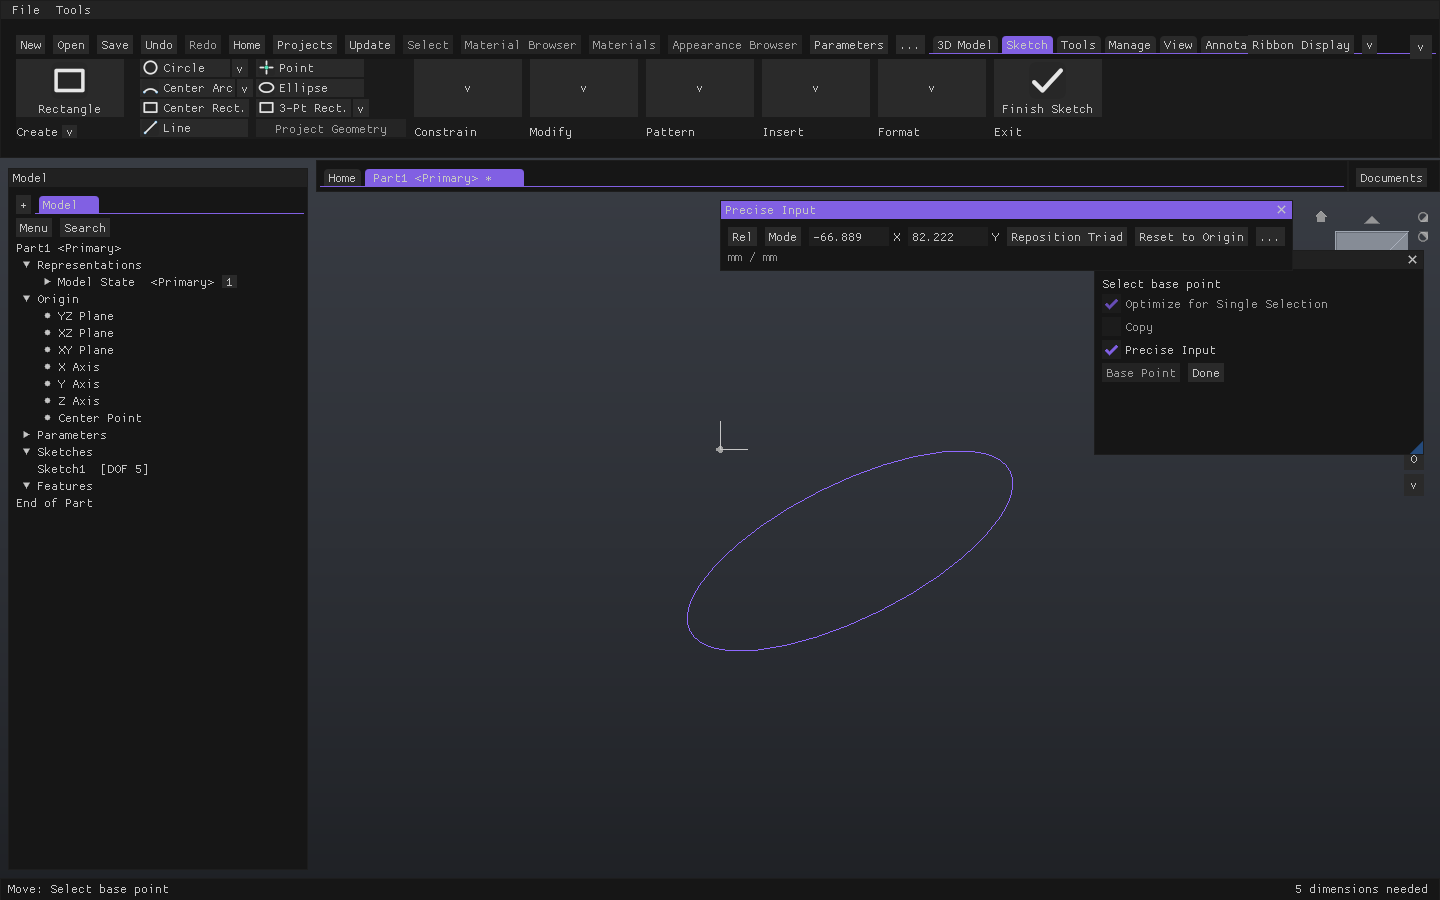 File Tools
New Open Save Undo Redo Home Projects Update Select Material Browser Materials Appearance Browser Parameters ... 3D Model Sketch Tools Manage View Annota Ribbon Display v v
Circle v Point
Rectangle Center Arc v Ellipse v v v v v Finish Sketch
Center Rect. 3-Pt Rect. v
Create v Line Project Geometry Constrain Modify Pattern Insert Format Exit
Model
Home Part1 <Primary> * Documents
+ Model
Menu Search
Part1 <Primary>
Representations
Model State <Primary> 1
Origin
YZ Plane
XZ Plane
XY Plane
X Axis
Y Axis
Z Axis
Center Point
Parameters
Sketches
Sketch1 [DOF 5]
Features
End of Part
Precise Input
Rel Mode -66.889 X 82.222 Y Reposition Triad Reset to Origin ...
mm / mm
Select base point
Optimize for Single Selection
Copy
Precise Input
Base Point Done
O
v
Move: Select base point 5 dimensions needed